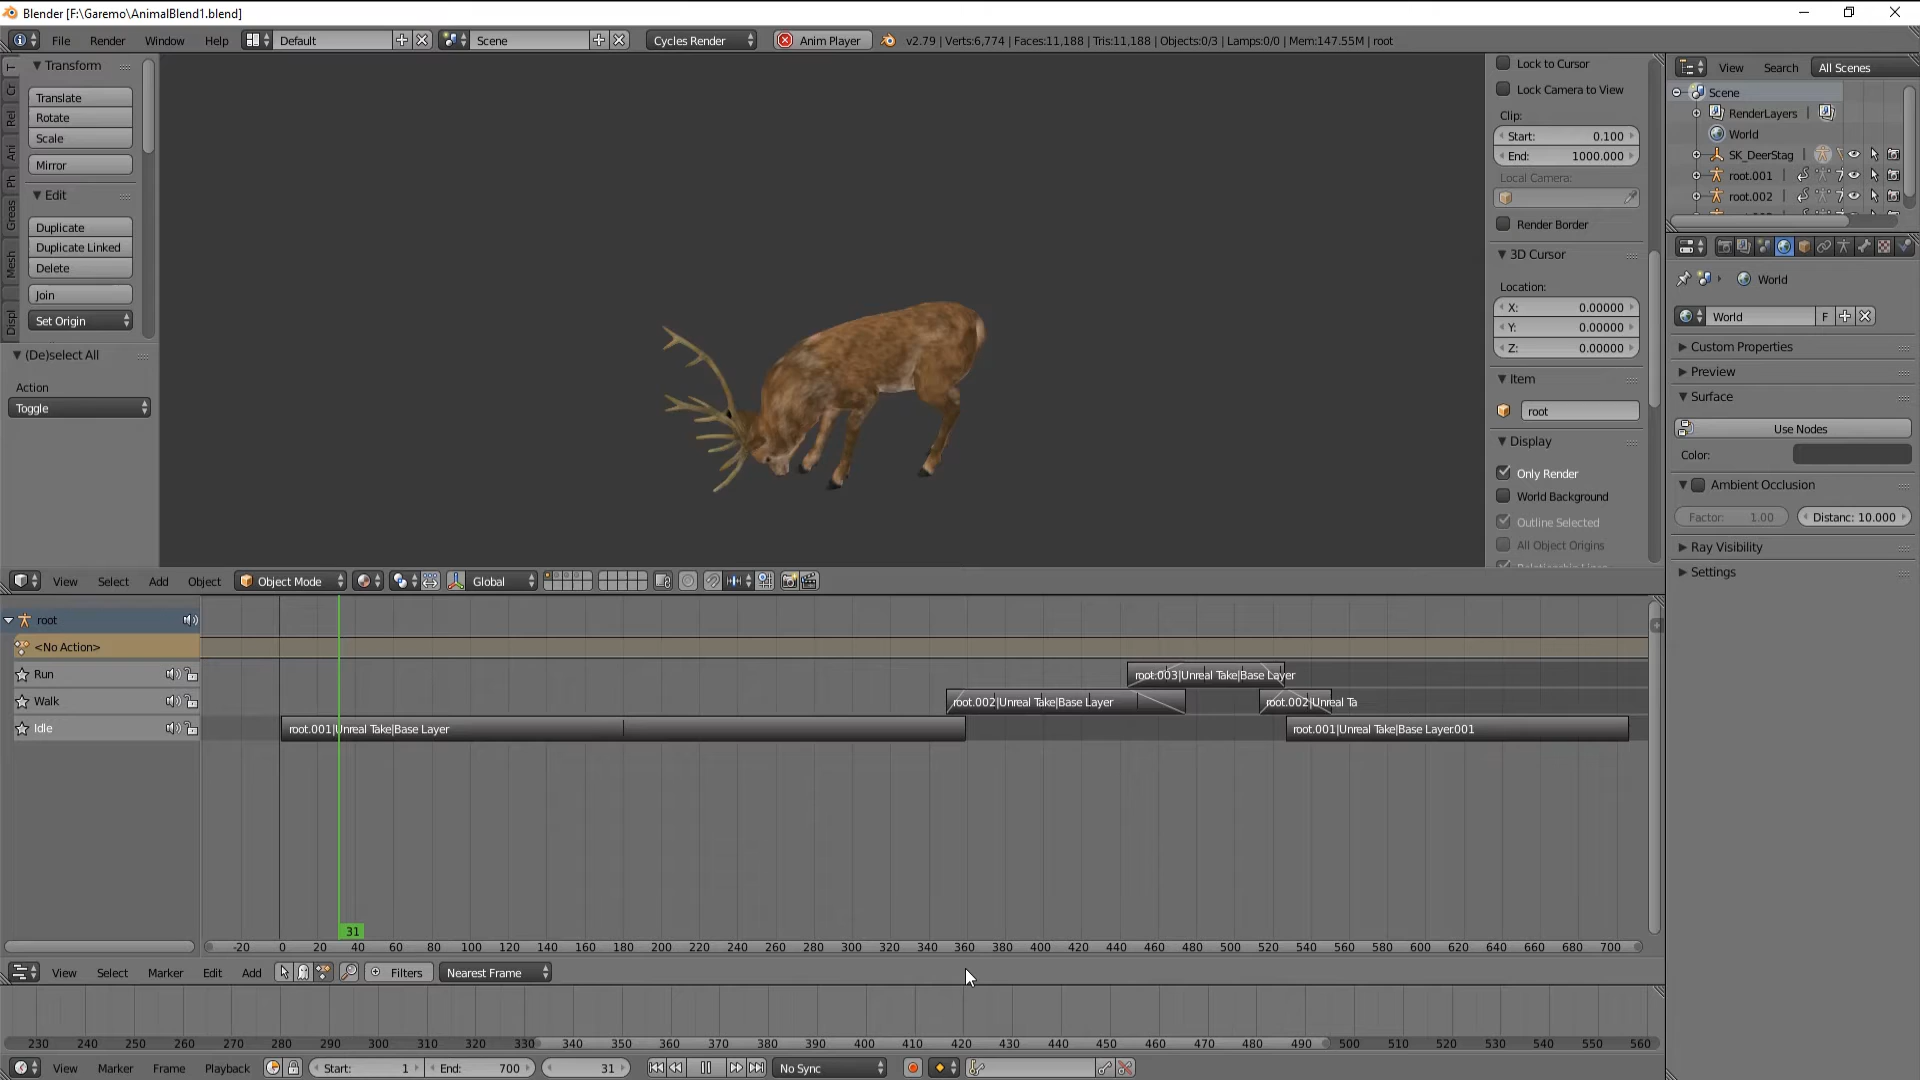 Blender [F:\Garemo\AnimalBlend1.blend]
File Render Window Help Default Scene Cycles Render Anim Player v2.79 | Verts:6,774 | Faces:11,188 | Tris:11,188 | Objects:0/3 | Lamps:0/0 | Mem:147.55M | root
T
Cr
Rel
Ani
Ph
Greas
Mesh
Displ
Transform
Translate
Rotate
Scale
Mirror
Edit
Duplicate
Duplicate Linked
Delete
Join
Set Origin
(De)select All
Action
Toggle
Lock to Cursor
Lock Camera to View
Clip:
Start: 0.100
End: 1000.000
Local Camera:
Render Border
3D Cursor
Location:
X: 0.00000
Y: 0.00000
Z: 0.00000
Item
root
Display
Only Render
World Background
Outline Selected
All Object Origins
View Search All Scenes
Scene
RenderLayers
World
SK_DeerStag
root.001
root.002
World
World F
Custom Properties
Preview
Surface
Use Nodes
Color:
Ambient Occlusion
Factor: 1.00 Distanc: 10.000
Ray Visibility
Settings
View Select Add Object Object Mode Global
root
<No Action>
Run
Walk
Idle
root.003|Unreal Take|Base Layer
root.002|Unreal Take|Base Layer root.002|Unreal Ta
root.001|Unreal Take|Base Layer root.001|Unreal Take|Base Layer.001
31
-20 0 20 40 60 80 100 120 140 160 180 200 220 240 260 280 300 320 340 360 380 400 420 440 460 480 500 520 540 560 580 600 620 640 660 680 700
View Select Marker Edit Add Filters Nearest Frame
230 240 250 260 270 280 290 300 310 320 330 340 350 360 370 380 390 400 410 420 430 440 450 460 470 480 490 500 510 520 530 540 550 560
View Marker Frame Playback Start: 1 End: 700 31 No Sync